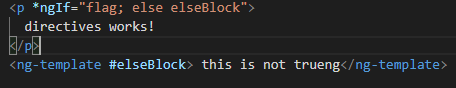 <p *ngIf="flag; else elseBlock">
directives works!
</p>
<ng-template #elseBlock> this is not trueng</ng-template>